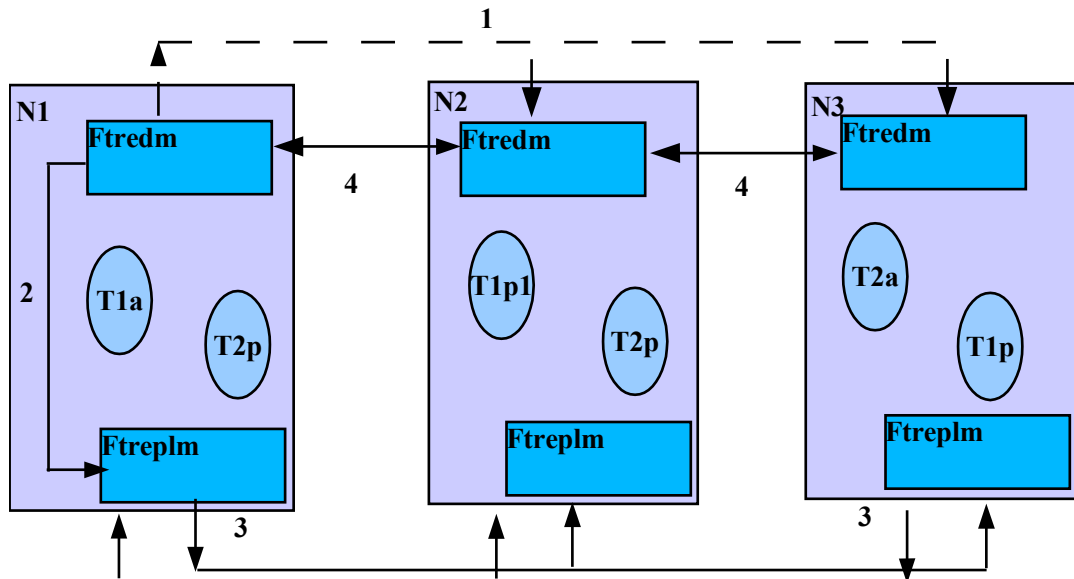 1
N1
N2
N3
Ftredm
Ftredm
Ftredm
4
4
2
T1a
T2p
T1p1
T2p
T2a
T1p
Ftreplm
Ftreplm
Ftreplm
3
3